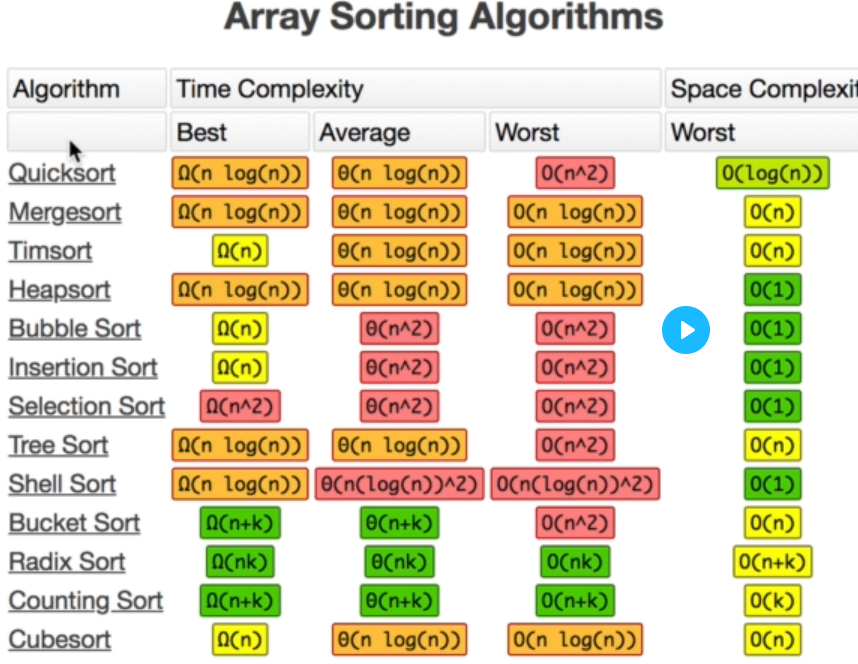 Array Sorting Algorithms
Algorithm Time Complexity Space Complexit
Best Average Worst Worst
Quicksort Ω(n log(n)) θ(n log(n)) O(n^2) O(log(n))
Mergesort Ω(n log(n)) θ(n log(n)) O(n log(n)) O(n)
Timsort Ω(n) θ(n log(n)) O(n log(n)) O(n)
Heapsort Ω(n log(n)) θ(n log(n)) O(n log(n)) O(1)
Bubble Sort Ω(n) θ(n^2) O(n^2) O(1)
Insertion Sort Ω(n) θ(n^2) O(n^2) O(1)
Selection Sort Ω(n^2) θ(n^2) O(n^2) O(1)
Tree Sort Ω(n log(n)) θ(n log(n)) O(n^2) O(n)
Shell Sort Ω(n log(n)) θ(n(log(n))^2) O(n(log(n))^2) O(1)
Bucket Sort Ω(n+k) θ(n+k) O(n^2) O(n)
Radix Sort Ω(nk) θ(nk) O(nk) O(n+k)
Counting Sort Ω(n+k) θ(n+k) O(n+k) O(k)
Cubesort Ω(n) θ(n log(n)) O(n log(n)) O(n)